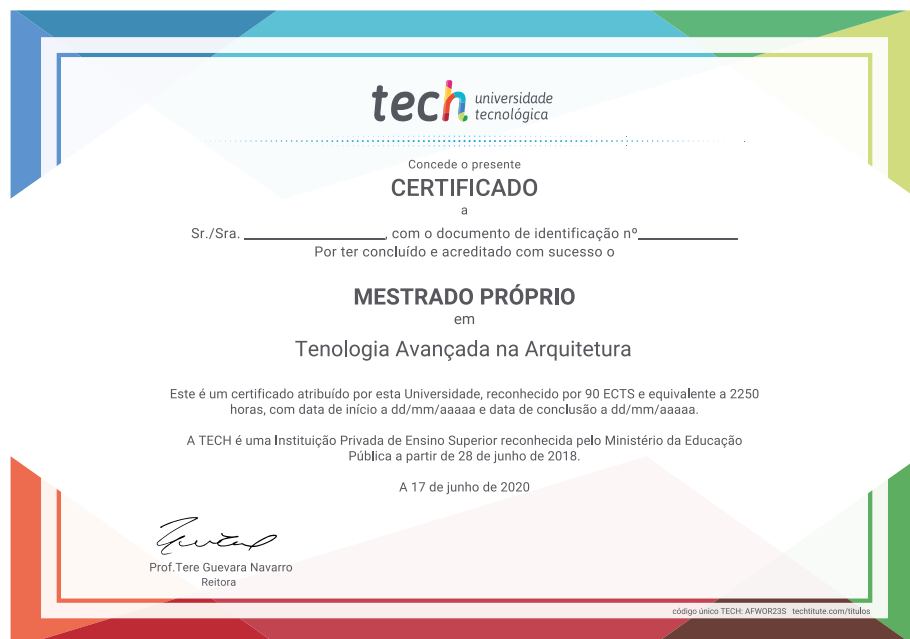 tech universidade
tecnológica
Concede o presente
CERTIFICADO
a
Sr./Sra. ____________________, com o documento de identificação nº______________
Por ter concluído e acreditado com sucesso o
MESTRADO PRÓPRIO
em
Tenologia Avançada na Arquitetura
Este é um certificado atribuído por esta Universidade, reconhecido por 90 ECTS e equivalente a 2250
horas, com data de início a dd/mm/aaaaa e data de conclusão a dd/mm/aaaaa.
A TECH é uma Instituição Privada de Ensino Superior reconhecida pelo Ministério da Educação
Pública a partir de 28 de junho de 2018.
A 17 de junho de 2020
Prof.Tere Guevara Navarro
Reitora
código único TECH: AFWOR23S techtitute.com/titulos